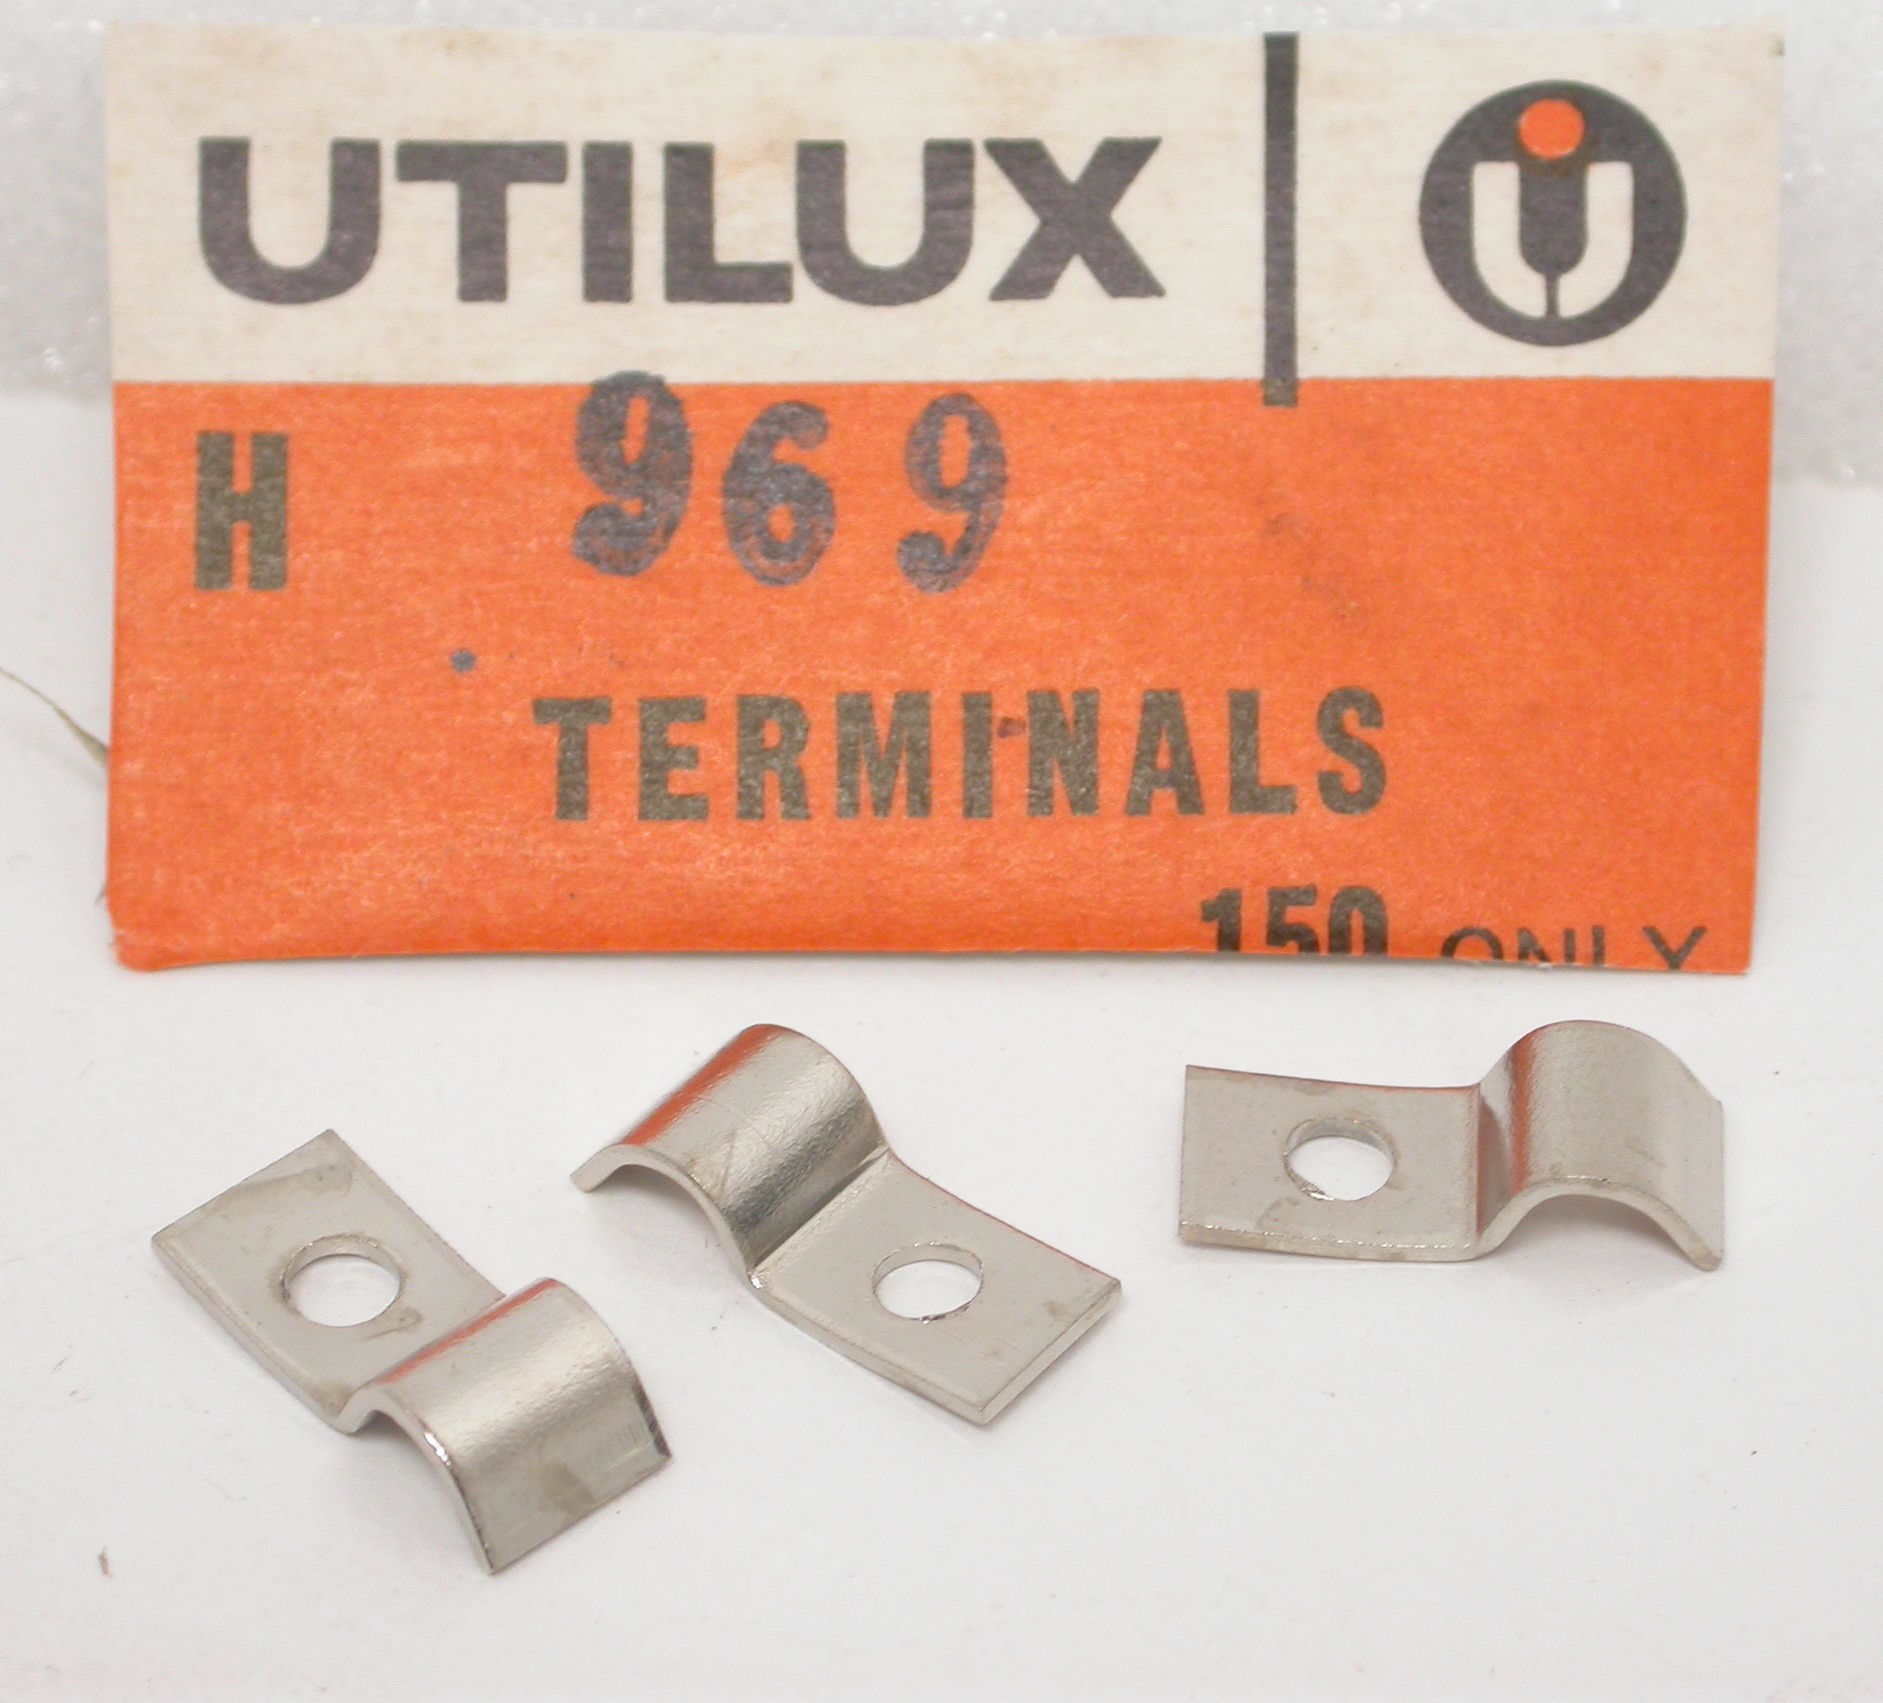 UTILUX
H 969
TERMINALS
150 ONLY